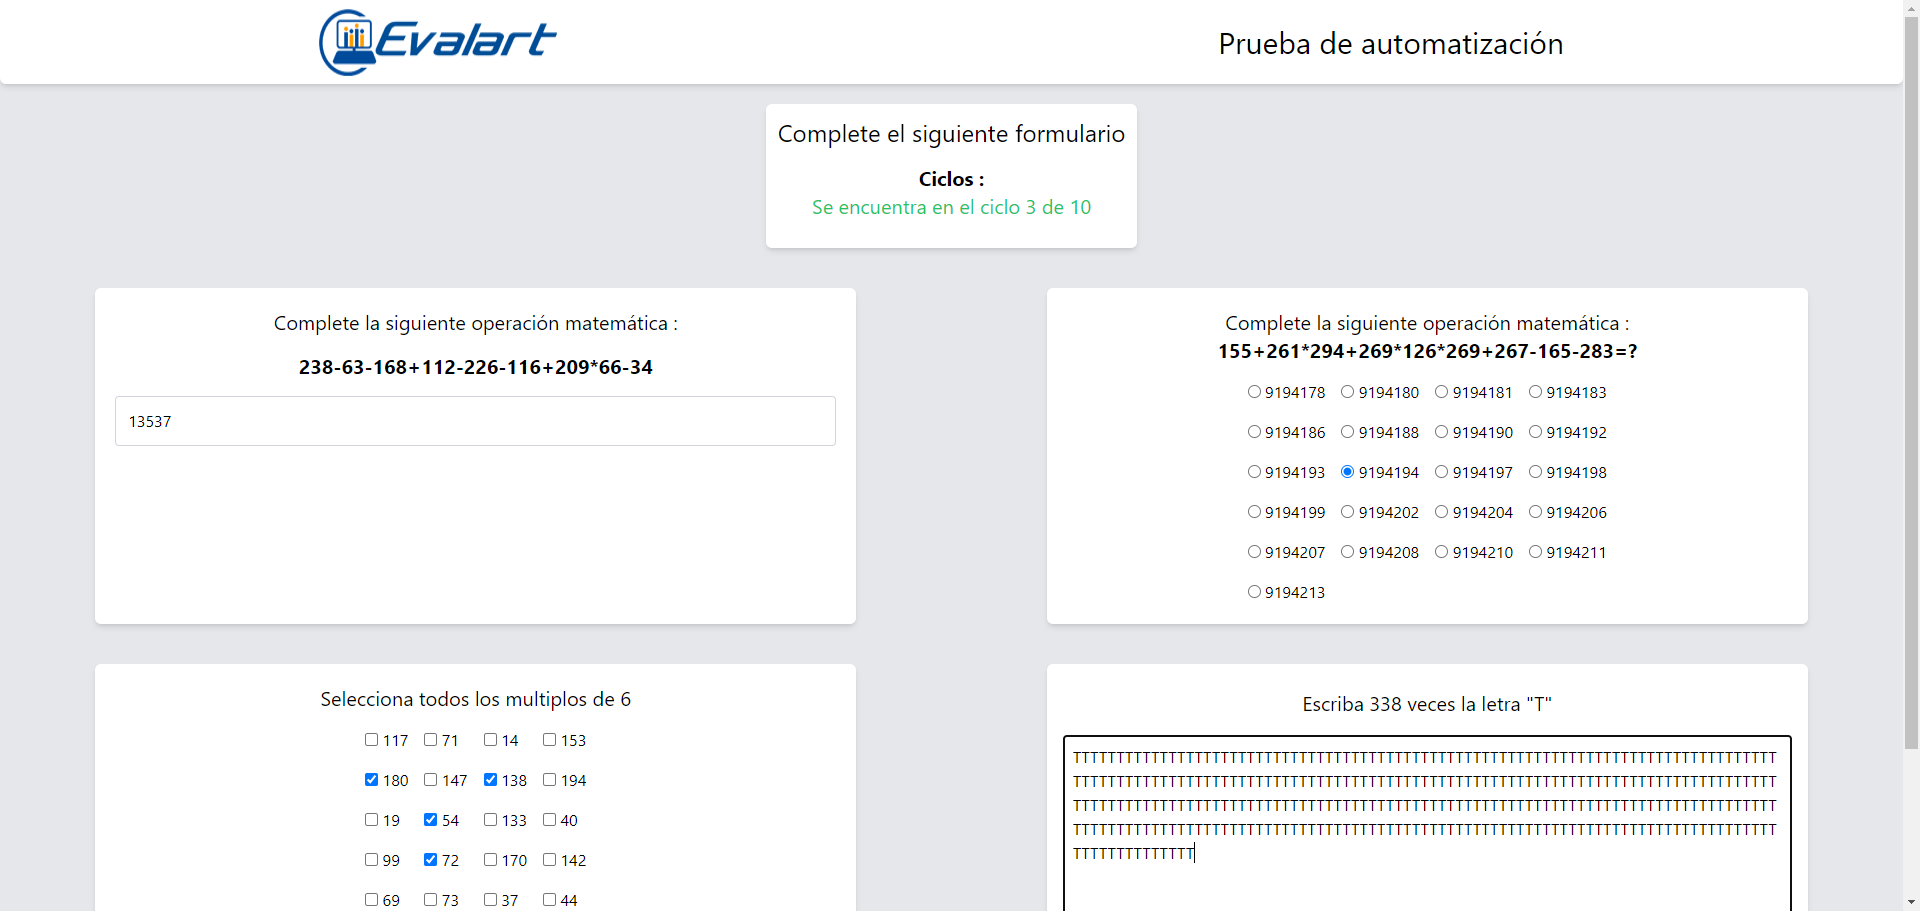 Evalart
Prueba de automatización
Complete el siguiente formulario
Ciclos :
Se encuentra en el ciclo 3 de 10
Complete la siguiente operación matemática :
238-63-168+112-226-116+209*66-34
13537
Complete la siguiente operación matemática :
155+261*294+269*126*269+267-165-283=?
9194178 9194180 9194181 9194183
9194186 9194188 9194190 9194192
9194193 9194194 9194197 9194198
9194199 9194202 9194204 9194206
9194207 9194208 9194210 9194211
9194213
Selecciona todos los multiplos de 6
117 71 14 153
180 147 138 194
19 54 133 40
99 72 170 142
69 73 37 44
Escriba 338 veces la letra "T"
TTTTTTTTTTTTTTTTTTTTTTTTTTTTTTTTTTTTTTTTTTTTTTTTTTTTTTTTTTTTTTTTTTTTTTTTTTTTTTTTT
TTTTTTTTTTTTTTTTTTTTTTTTTTTTTTTTTTTTTTTTTTTTTTTTTTTTTTTTTTTTTTTTTTTTTTTTTTTTTTTTT
TTTTTTTTTTTTTTTTTTTTTTTTTTTTTTTTTTTTTTTTTTTTTTTTTTTTTTTTTTTTTTTTTTTTTTTTTTTTTTTTT
TTTTTTTTTTTTTTTTTTTTTTTTTTTTTTTTTTTTTTTTTTTTTTTTTTTTTTTTTTTTTTTTTTTTTTTTTTTTTTTTT
TTTTTTTTTTTTTT